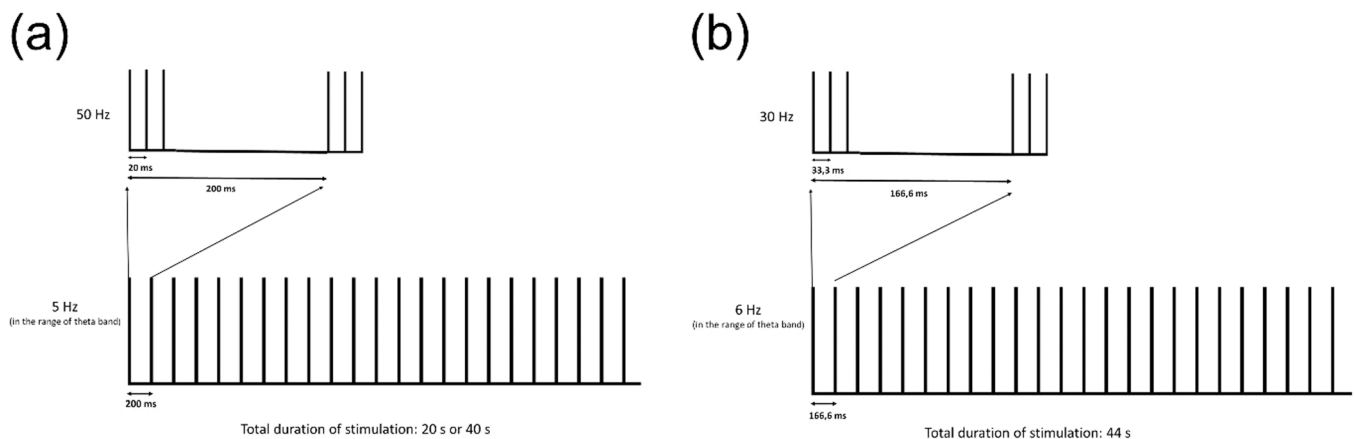 (a)
50 Hz
20 ms
200 ms
5 Hz
(in the range of theta band)
200 ms
Total duration of stimulation: 20 s or 40 s
(b)
30 Hz
33,3 ms
166,6 ms
6 Hz
(in the range of theta band)
166,6 ms
Total duration of stimulation: 44 s